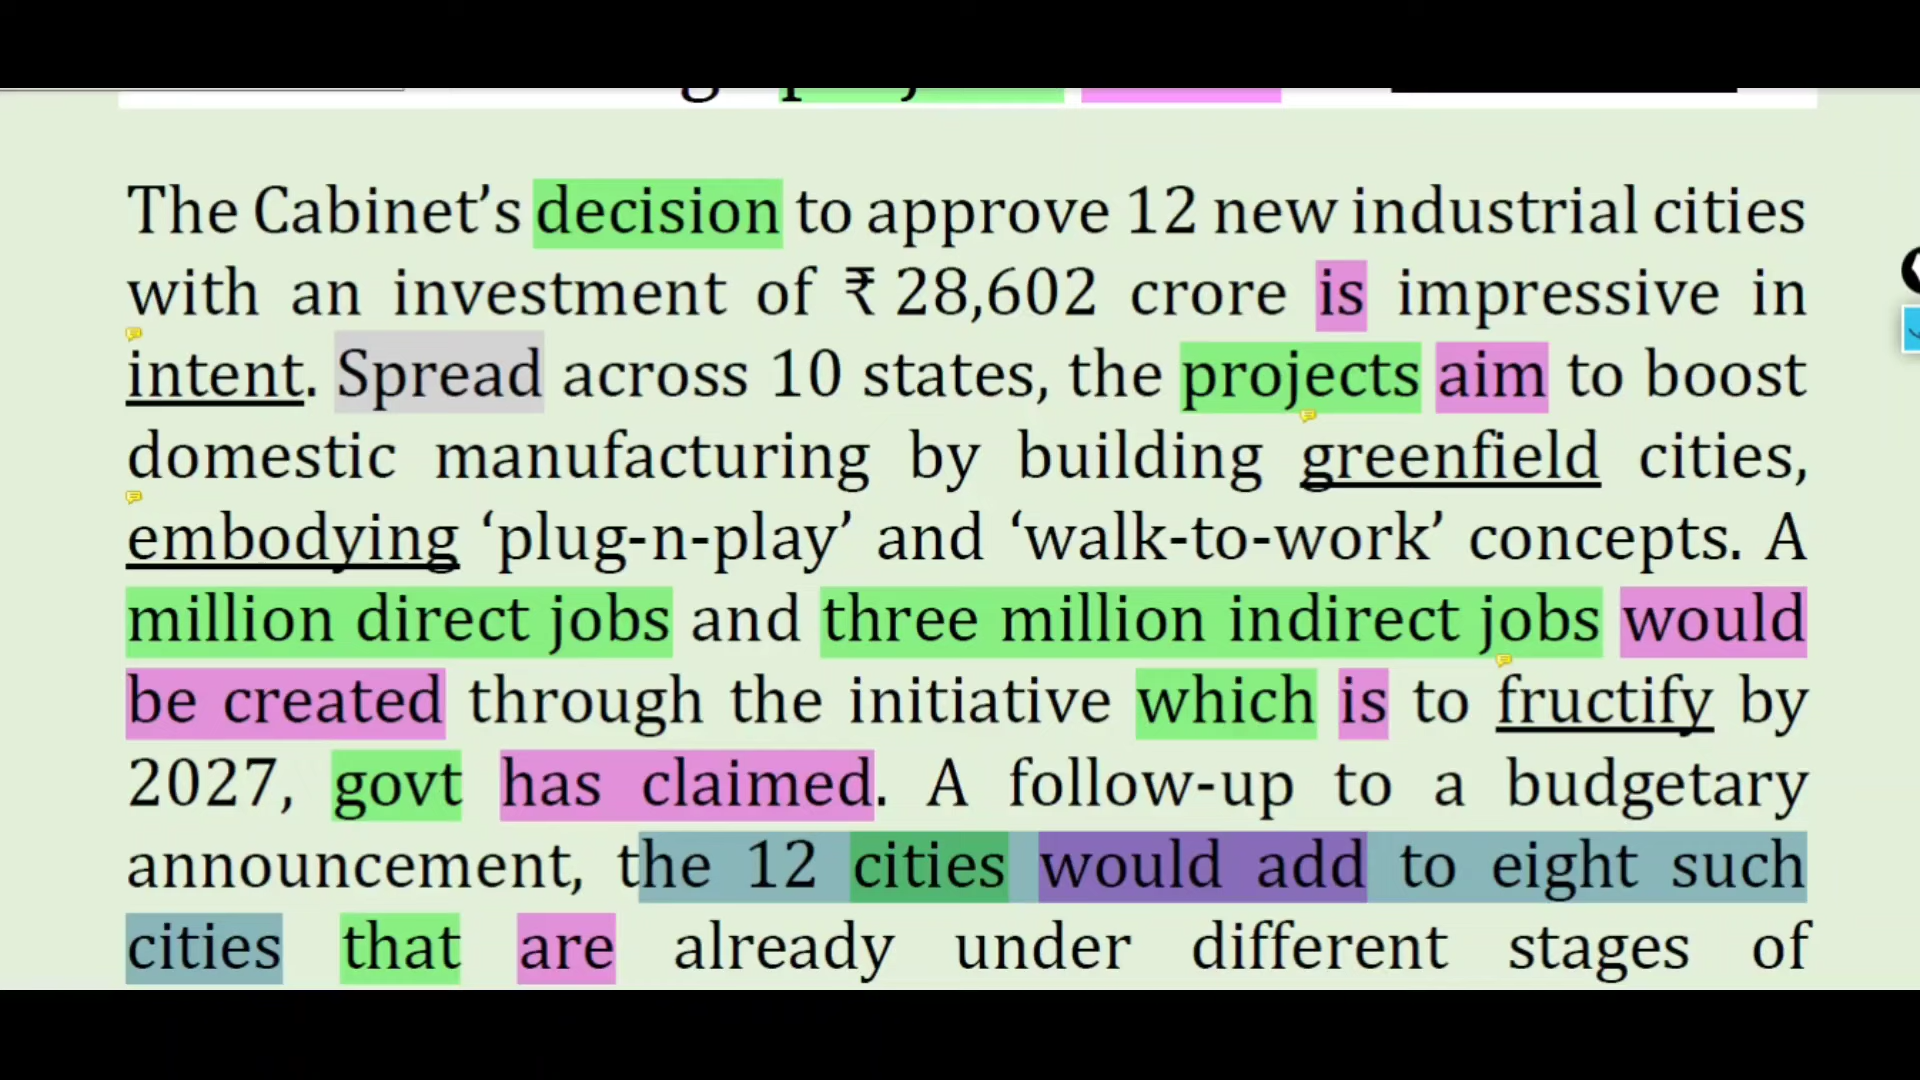 The Cabinet’s decision to approve 12 new industrial cities
with an investment of ₹ 28,602 crore is impressive in
intent. Spread across 10 states, the projects aim to boost
domestic manufacturing by building greenfield cities,
embodying ‘plug-n-play’ and ‘walk-to-work’ concepts. A
million direct jobs and three million indirect jobs would
be created through the initiative which is to fructify by
2027, govt has claimed. A follow-up to a budgetary
announcement, the 12 cities would add to eight such
cities that are already under different stages of